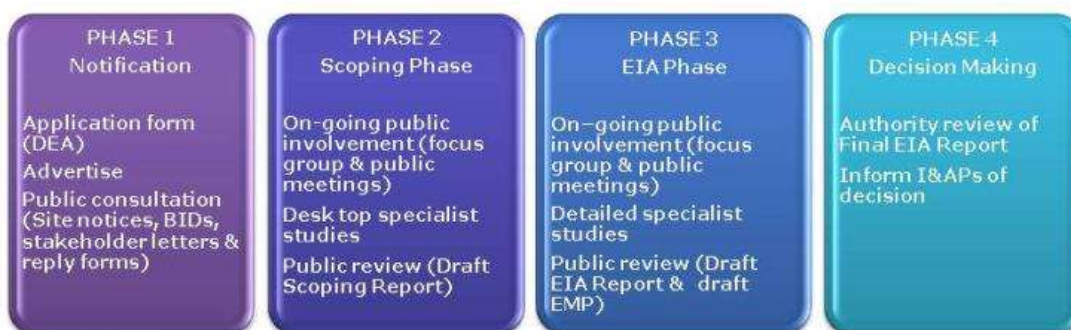 PHASE 1
Notification
Application form
(DEA)
Advertise
Public consultation
(Site notices, BIDs,
stakeholder letters &
reply forms)
PHASE 2
Scoping Phase
On-going public
involvement (focus
group & public
meetings)
Desk top specialist
studies
Public review (Draft
Scoping Report)
PHASE 3
EIA Phase
On–going public
involvement (focus
group & public
meetings)
Detailed specialist
studies
Public review (Draft
EIA Report & draft
EMP)
PHASE 4
Decision Making
Authority review of
Final EIA Report
Inform I&APs of
decision